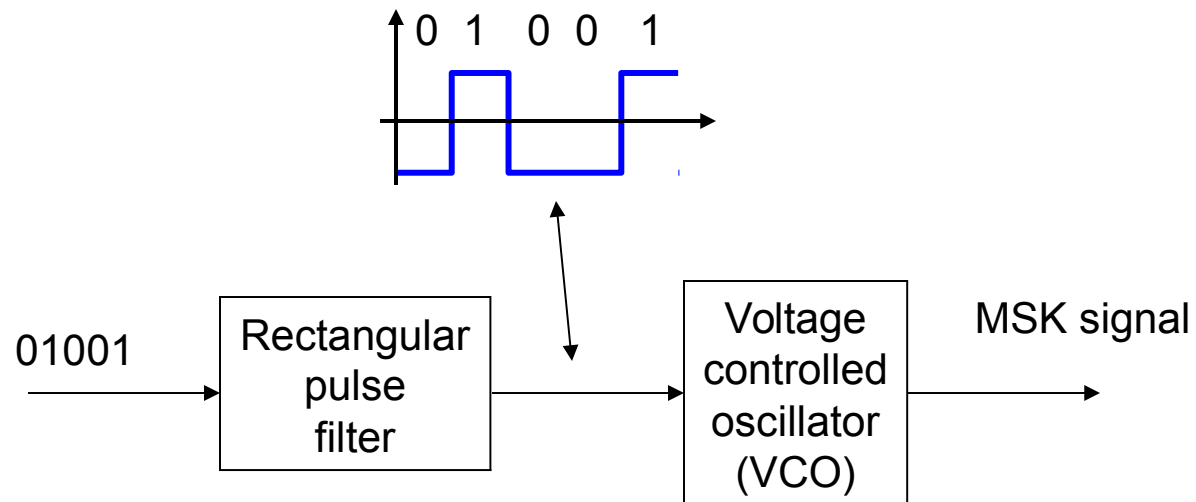 0 1 0 0 1
01001
Rectangular
pulse
filter
Voltage
controlled
oscillator
(VCO)
MSK signal